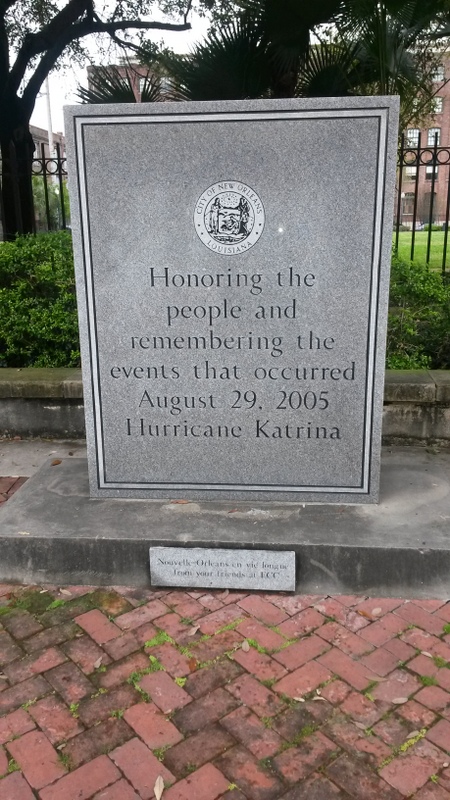 CITY OF NEW ORLEANS
LOUISIANA
Honoring the
people and
remembering the
events that occurred
August 29, 2005
Hurricane Katrina
Nouvelle-Orleans en vie longue
from your friends at ECC